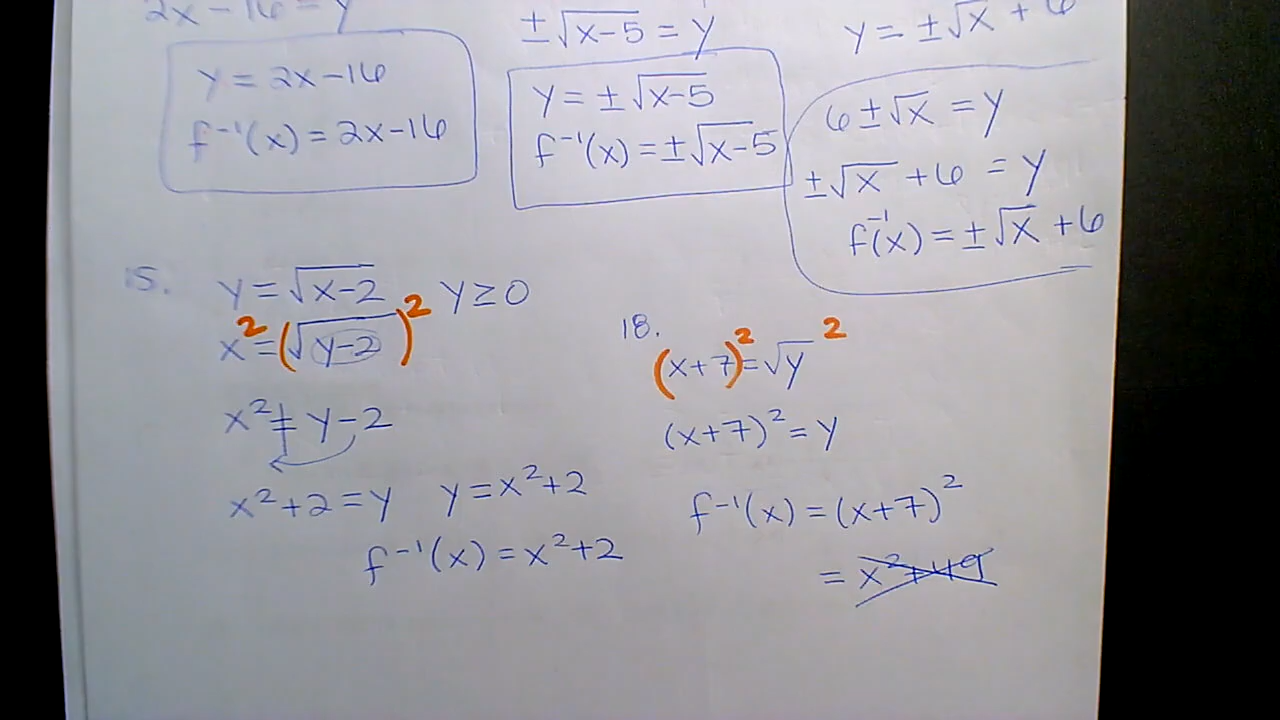 2x - 16 = y
y = 2x - 16
f⁻¹(x) = 2x - 16
±√x-5 = y
y = ±√x-5
f⁻¹(x) = ±√x-5
y = ±√x + 6
6 ± √x = y
±√x + 6 = y
f⁻¹(x) = ±√x + 6
15. y = √x-2 y ≥ 0
x² = (√y-2)²
x² = y - 2
x² + 2 = y y = x² + 2
f⁻¹(x) = x² + 2
18.
(x+7)² = √y ²
(x+7)² = y
f⁻¹(x) = (x+7)²
= x² + 49